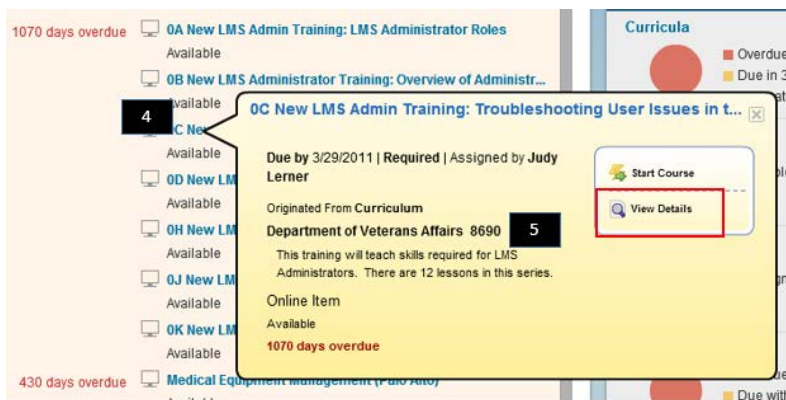 1070 days overdue
0A New LMS Admin Training: LMS Administrator Roles
Available
0B New LMS Administrator Training: Overview of Administr...
Available
4
0C New LMS Admin Training: Troubleshooting User Issues in t...
Due by 3/29/2011 | Required | Assigned by Judy
Lerner
Originated From Curriculum
Department of Veterans Affairs 8690
5
This training will teach skills required for LMS
Administrators. There are 12 lessons in this series.
Online Item
Available
1070 days overdue
Start Course
View Details
0C Ne
Available
0D New LM
Available
0H New LM
Available
0J New LM
Available
0K New LM
Available
430 days overdue
Medical Equipment Management (Palo Alto)
Curricula
Overdue
Due in 3
Due with